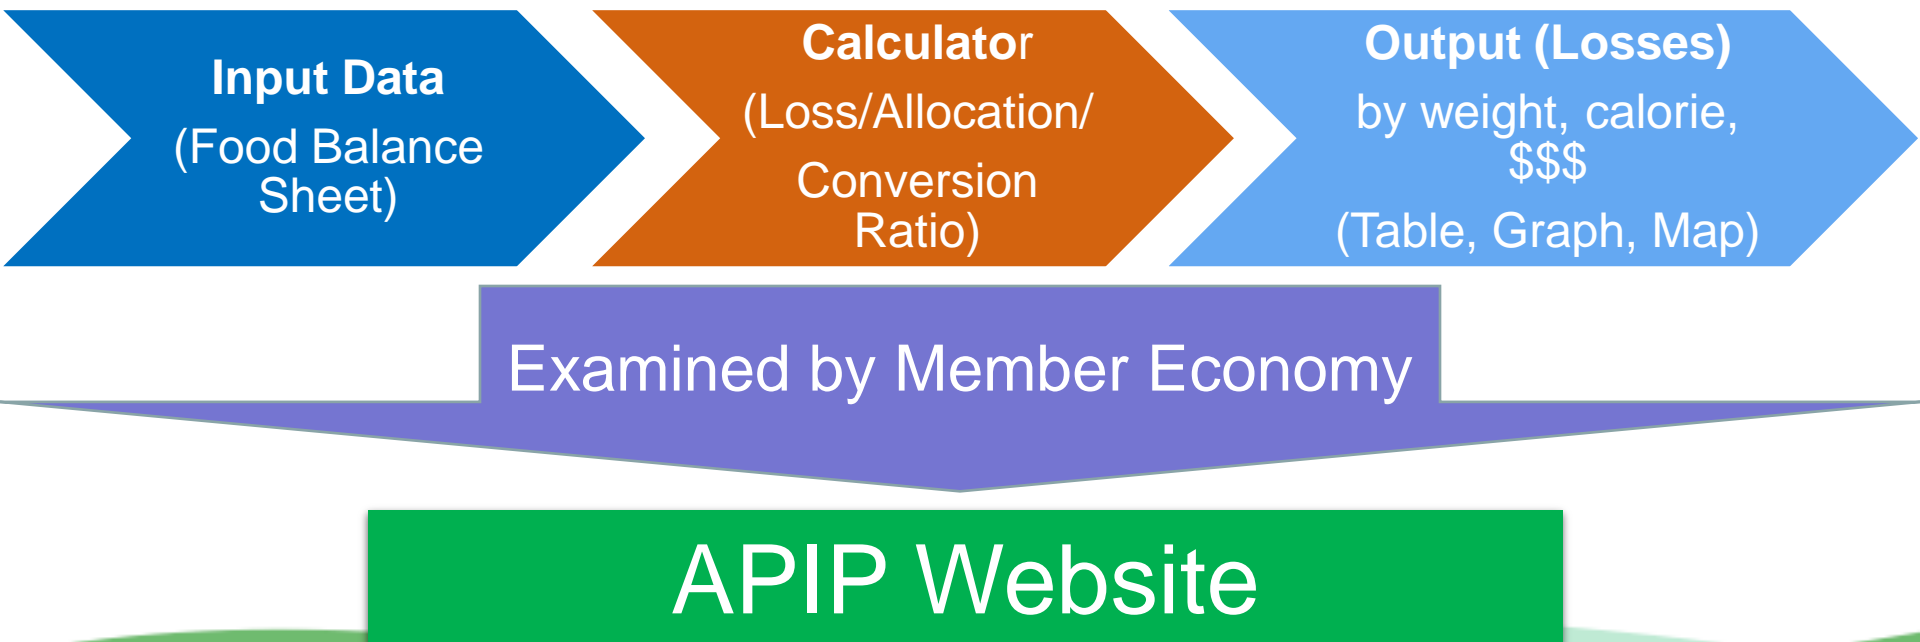 Input Data
(Food Balance
Sheet)
Calculator
(Loss/Allocation/
Conversion
Ratio)
Output (Losses)
by weight, calorie,
$$$
(Table, Graph, Map)
Examined by Member Economy
APIP Website